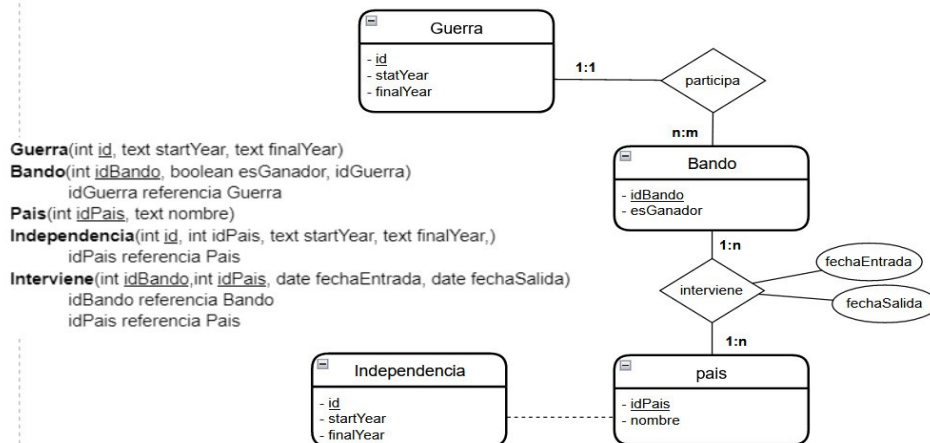 Guerra
- id
- statYear
- finalYear
1:1
participa
n:m
Guerra(int id, text startYear, text finalYear)
Bando(int idBando, boolean esGanador, idGuerra)
idGuerra referencia Guerra
Pais(int idPais, text nombre)
Independencia(int id, int idPais, text startYear, text finalYear,)
idPais referencia Pais
Interviene(int idBando,int idPais, date fechaEntrada, date fechaSalida)
idBando referencia Bando
idPais referencia Pais
Bando
- idBando
- esGanador
1:n
fechaEntrada
interviene
fechaSalida
1:n
Independencia
- id
- startYear
- finalYear
pais
- idPais
- nombre